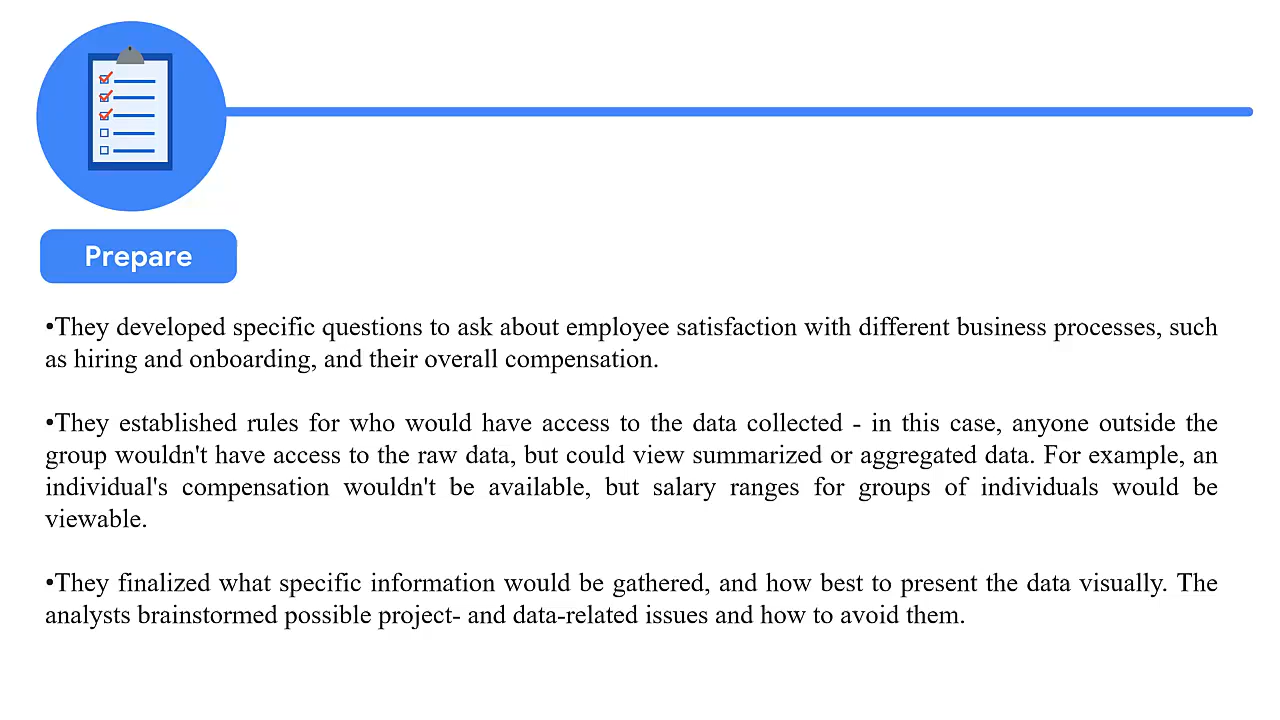 Prepare
•They developed specific questions to ask about employee satisfaction with different business processes, such
as hiring and onboarding, and their overall compensation.
•They established rules for who would have access to the data collected - in this case, anyone outside the
group wouldn't have access to the raw data, but could view summarized or aggregated data. For example, an
individual's compensation wouldn't be available, but salary ranges for groups of individuals would be
viewable.
•They finalized what specific information would be gathered, and how best to present the data visually. The
analysts brainstormed possible project- and data-related issues and how to avoid them.